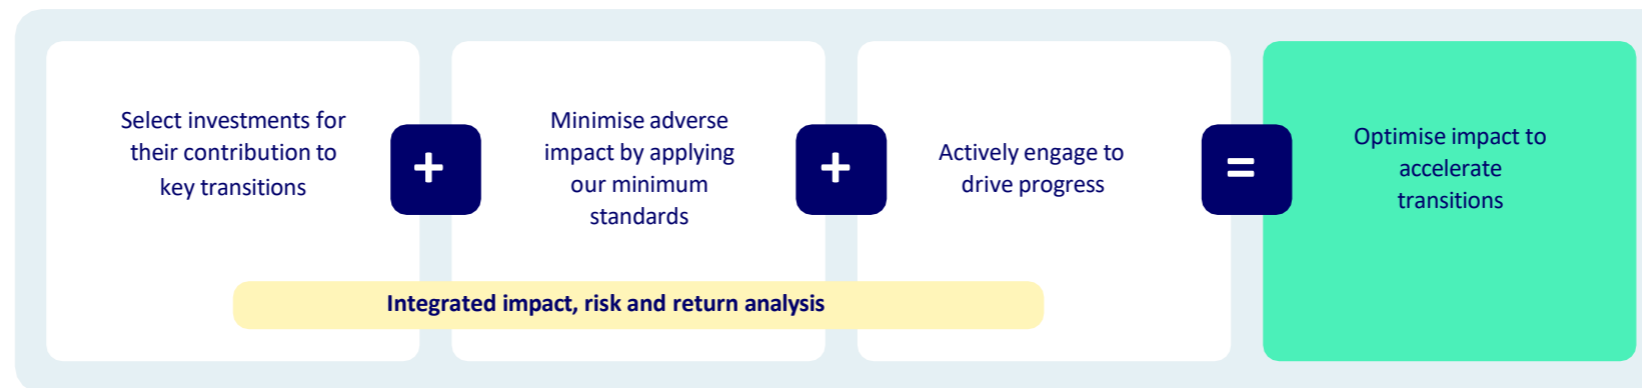 Select investments for
their contribution to
key transitions
+
Minimise adverse
impact by applying
our minimum
standards
+
Actively engage to
drive progress
=
Optimise impact to
accelerate
transitions
Integrated impact, risk and return analysis